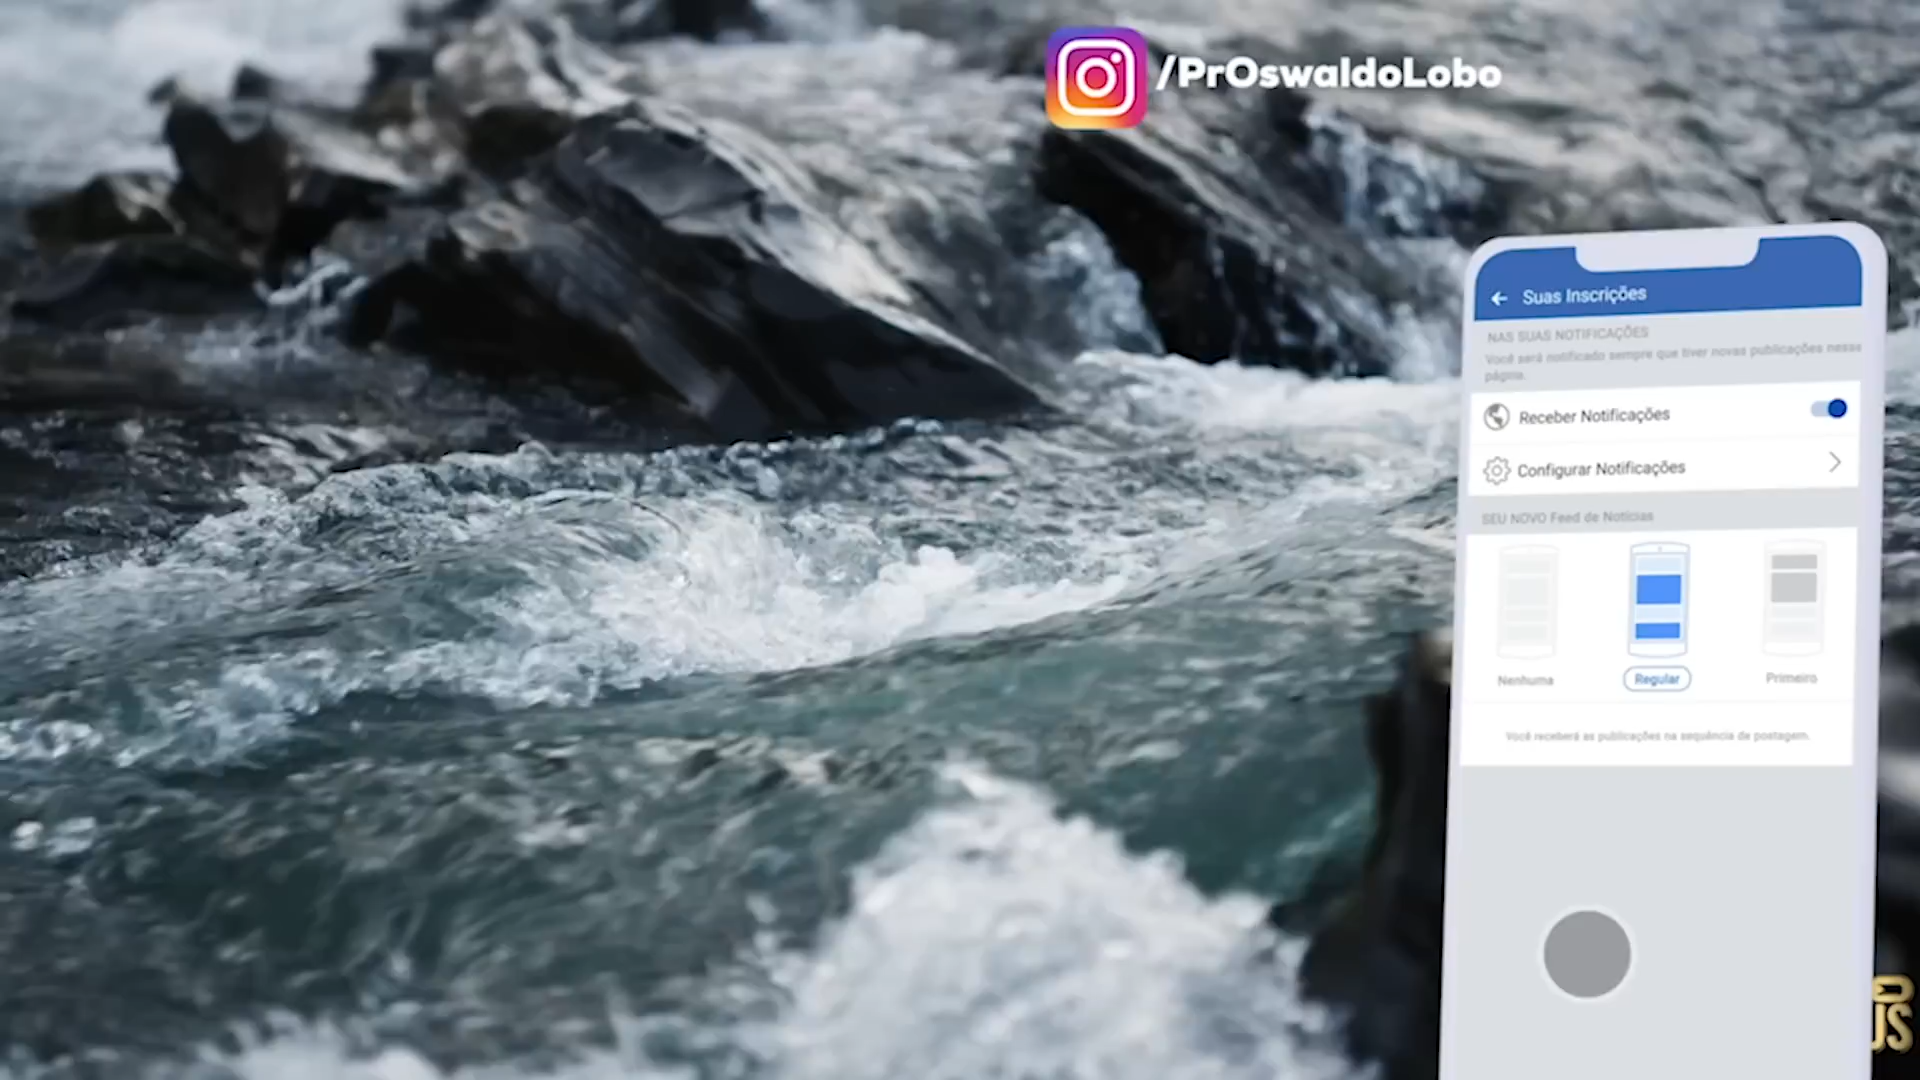 /PrOswaldoLobo
Suas Inscrições
NAS SUAS NOTIFICAÇÕES
Você será notificado sempre que tiver novas publicações nesse
página.
Receber Notificações
Configurar Notificações
SEU NOVO Feed de Notícias
Nenhuma
Regular
Primeiro
Você receberá as publicações na sequência de postagem.